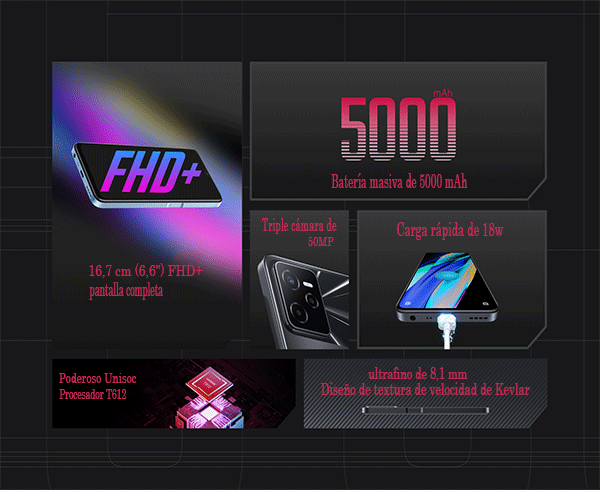 FHD+
16,7 cm (6,6") FHD+
pantalla completa
mAh
5000
Batería masiva de 5000 mAh
Triple cámara de
50MP
Carga rápida de 18w
Poderoso Unisoc
Procesador T612
ultrafino de 8,1 mm
Diseño de textura de velocidad de Kevlar